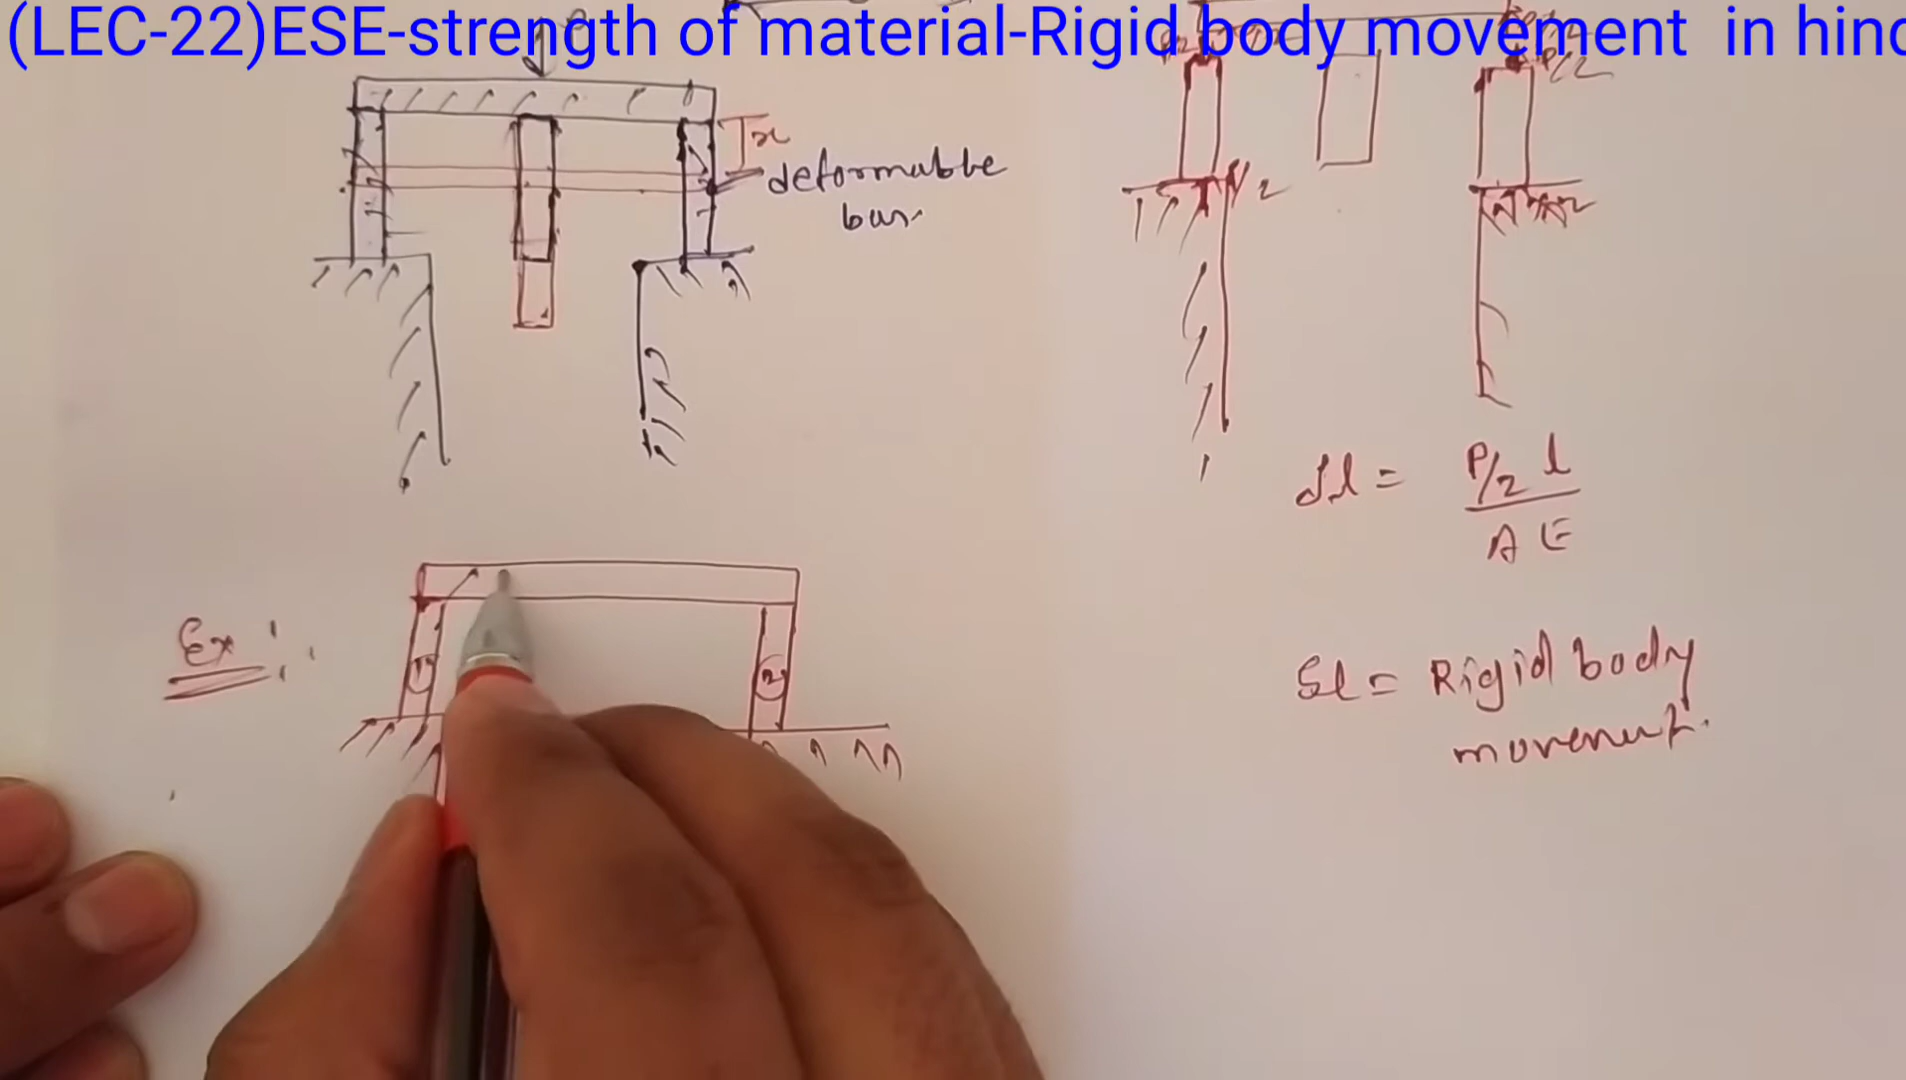 (LEC-22)ESE-strength of material-Rigid body movement in hind
P
x
deformable
bar
P/2
P/2
δl = P/2 l
A E
Ex :
1
2
δl = Rigid body
movement.